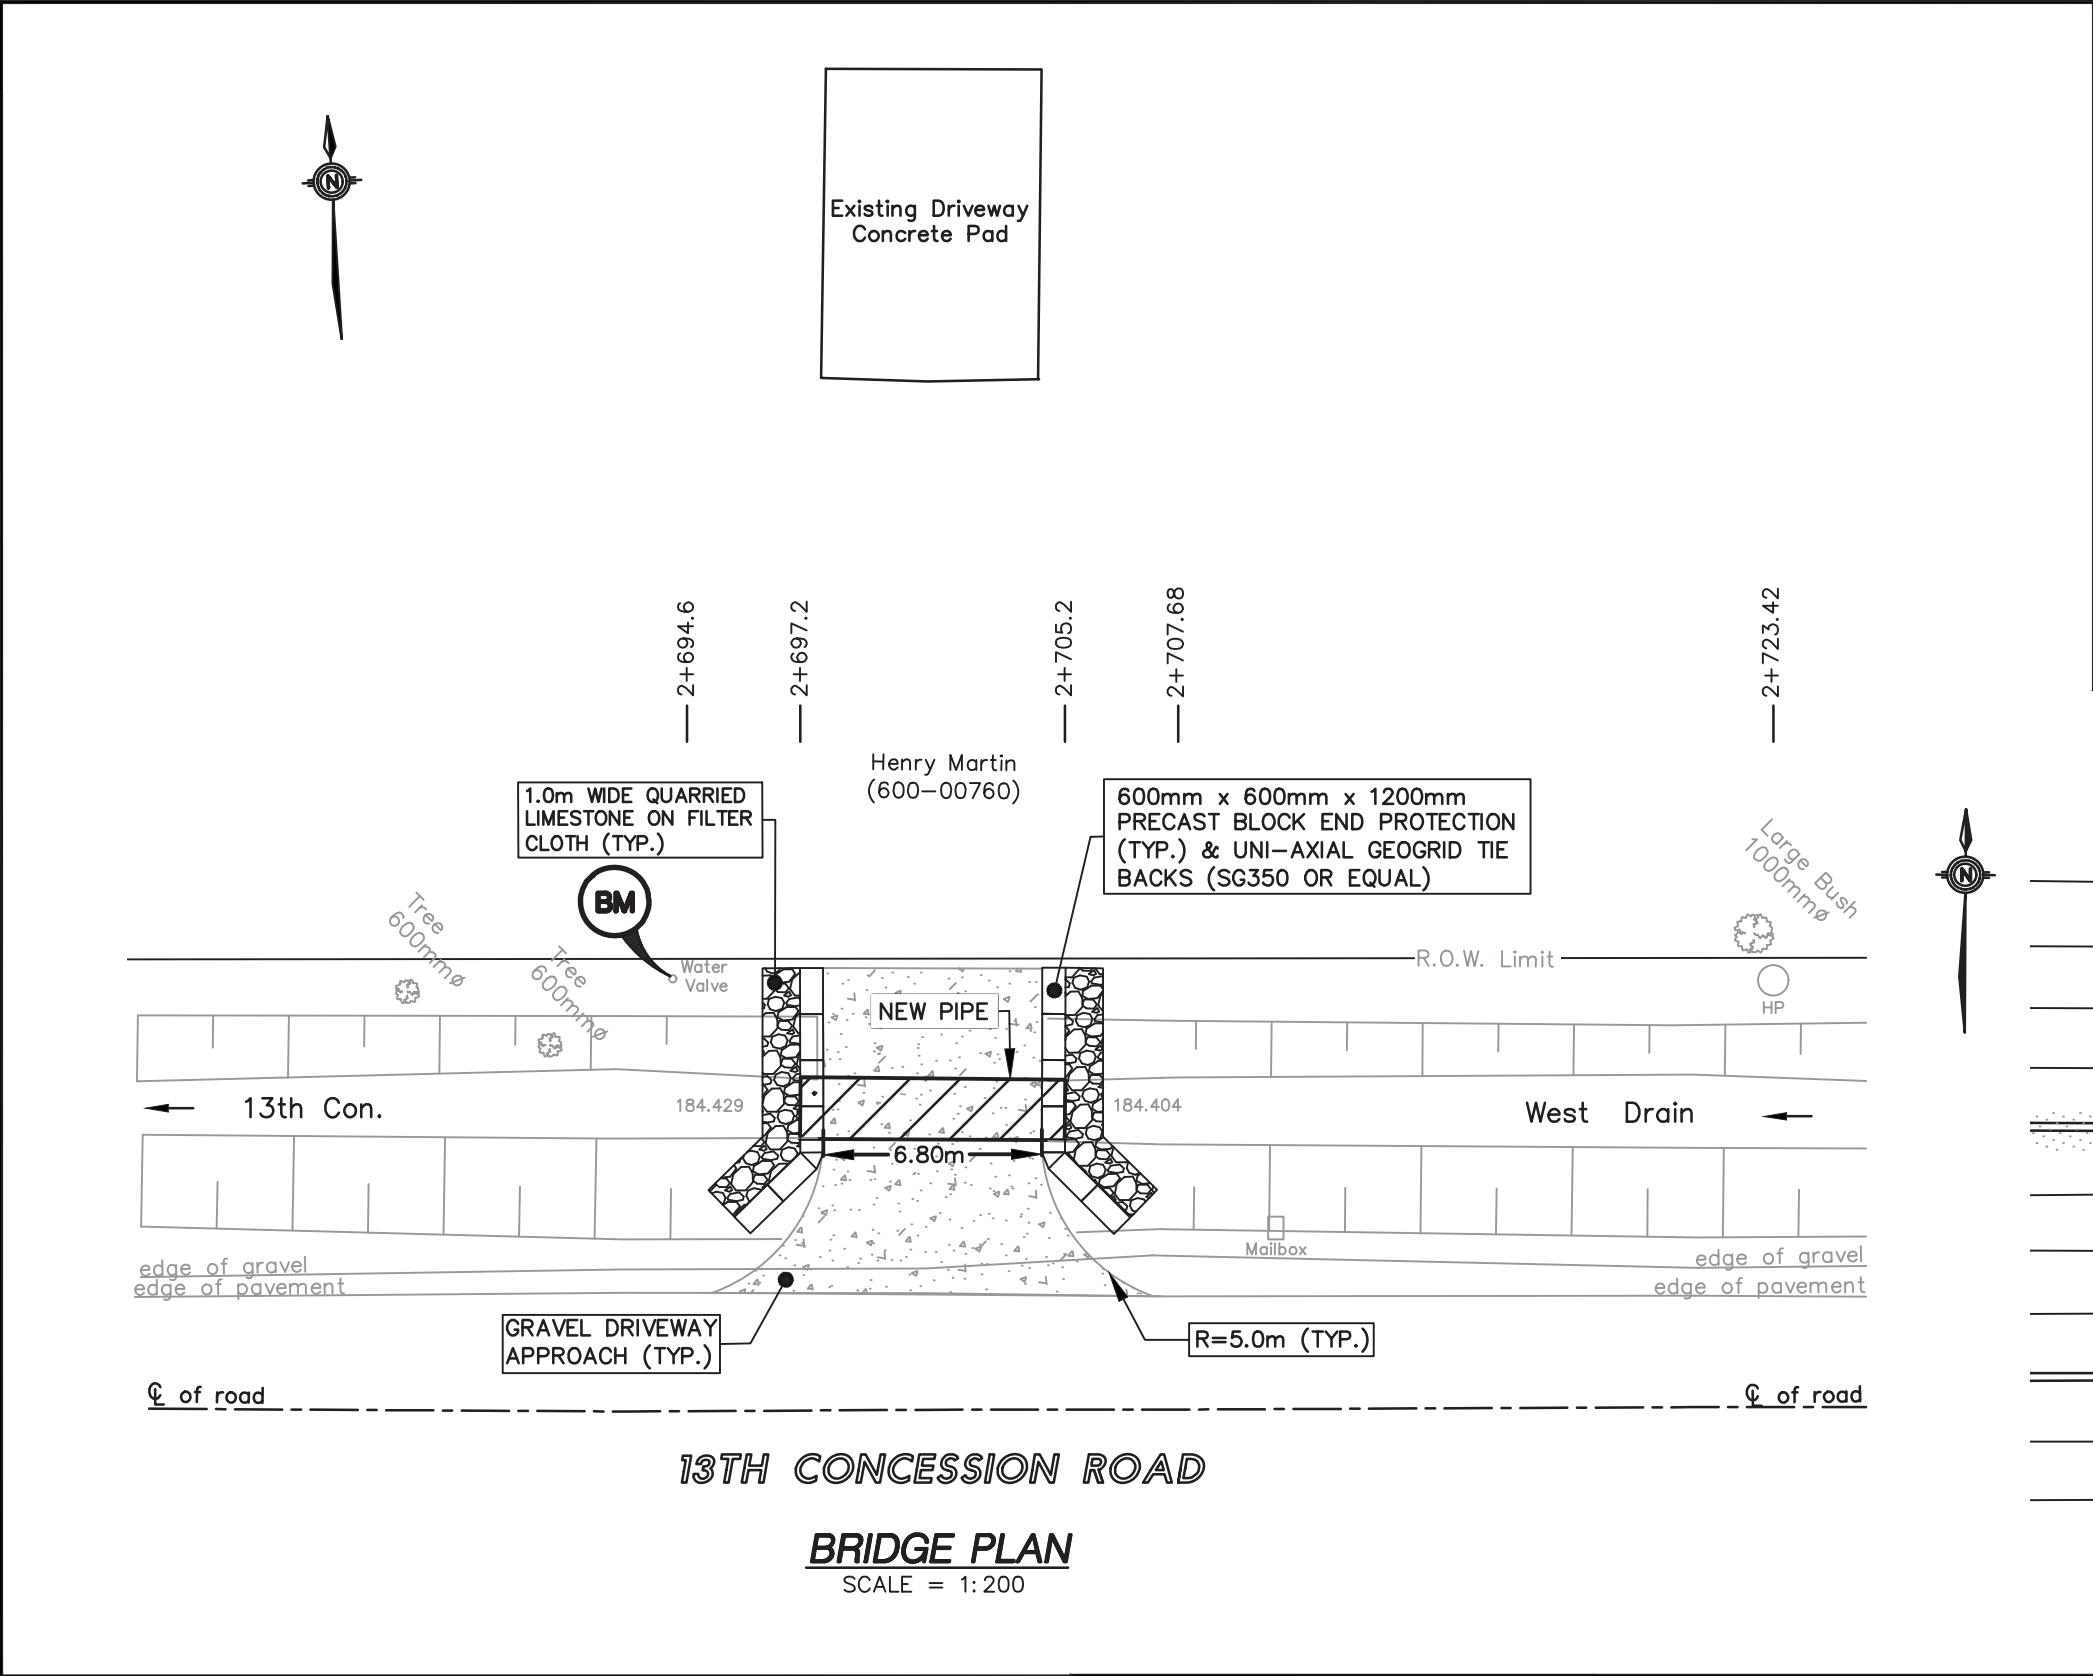 N
Existing Driveway
Concrete Pad
2+694.6
2+697.2
2+705.2
2+707.68
2+723.42
Henry Martin
(600-00760)
1.0m WIDE QUARRIED
LIMESTONE ON FILTER
CLOTH (TYP.)
600mm x 600mm x 1200mm
PRECAST BLOCK END PROTECTION
(TYP.) & UNI-AXIAL GEOGRID TIE
BACKS (SG350 OR EQUAL)
BM
Tree
600mmø
Tree
600mmø
Water
Valve
Large Bush
1000mmø
N
R.O.W. Limit
HP
NEW PIPE
13th Con.
184.429
184.404
West Drain
6.80m
Mailbox
edge of gravel
edge of pavement
edge of gravel
edge of pavement
GRAVEL DRIVEWAY
APPROACH (TYP.)
R=5.0m (TYP.)
℄ of road
℄ of road
13TH CONCESSION ROAD
BRIDGE PLAN
SCALE = 1:200